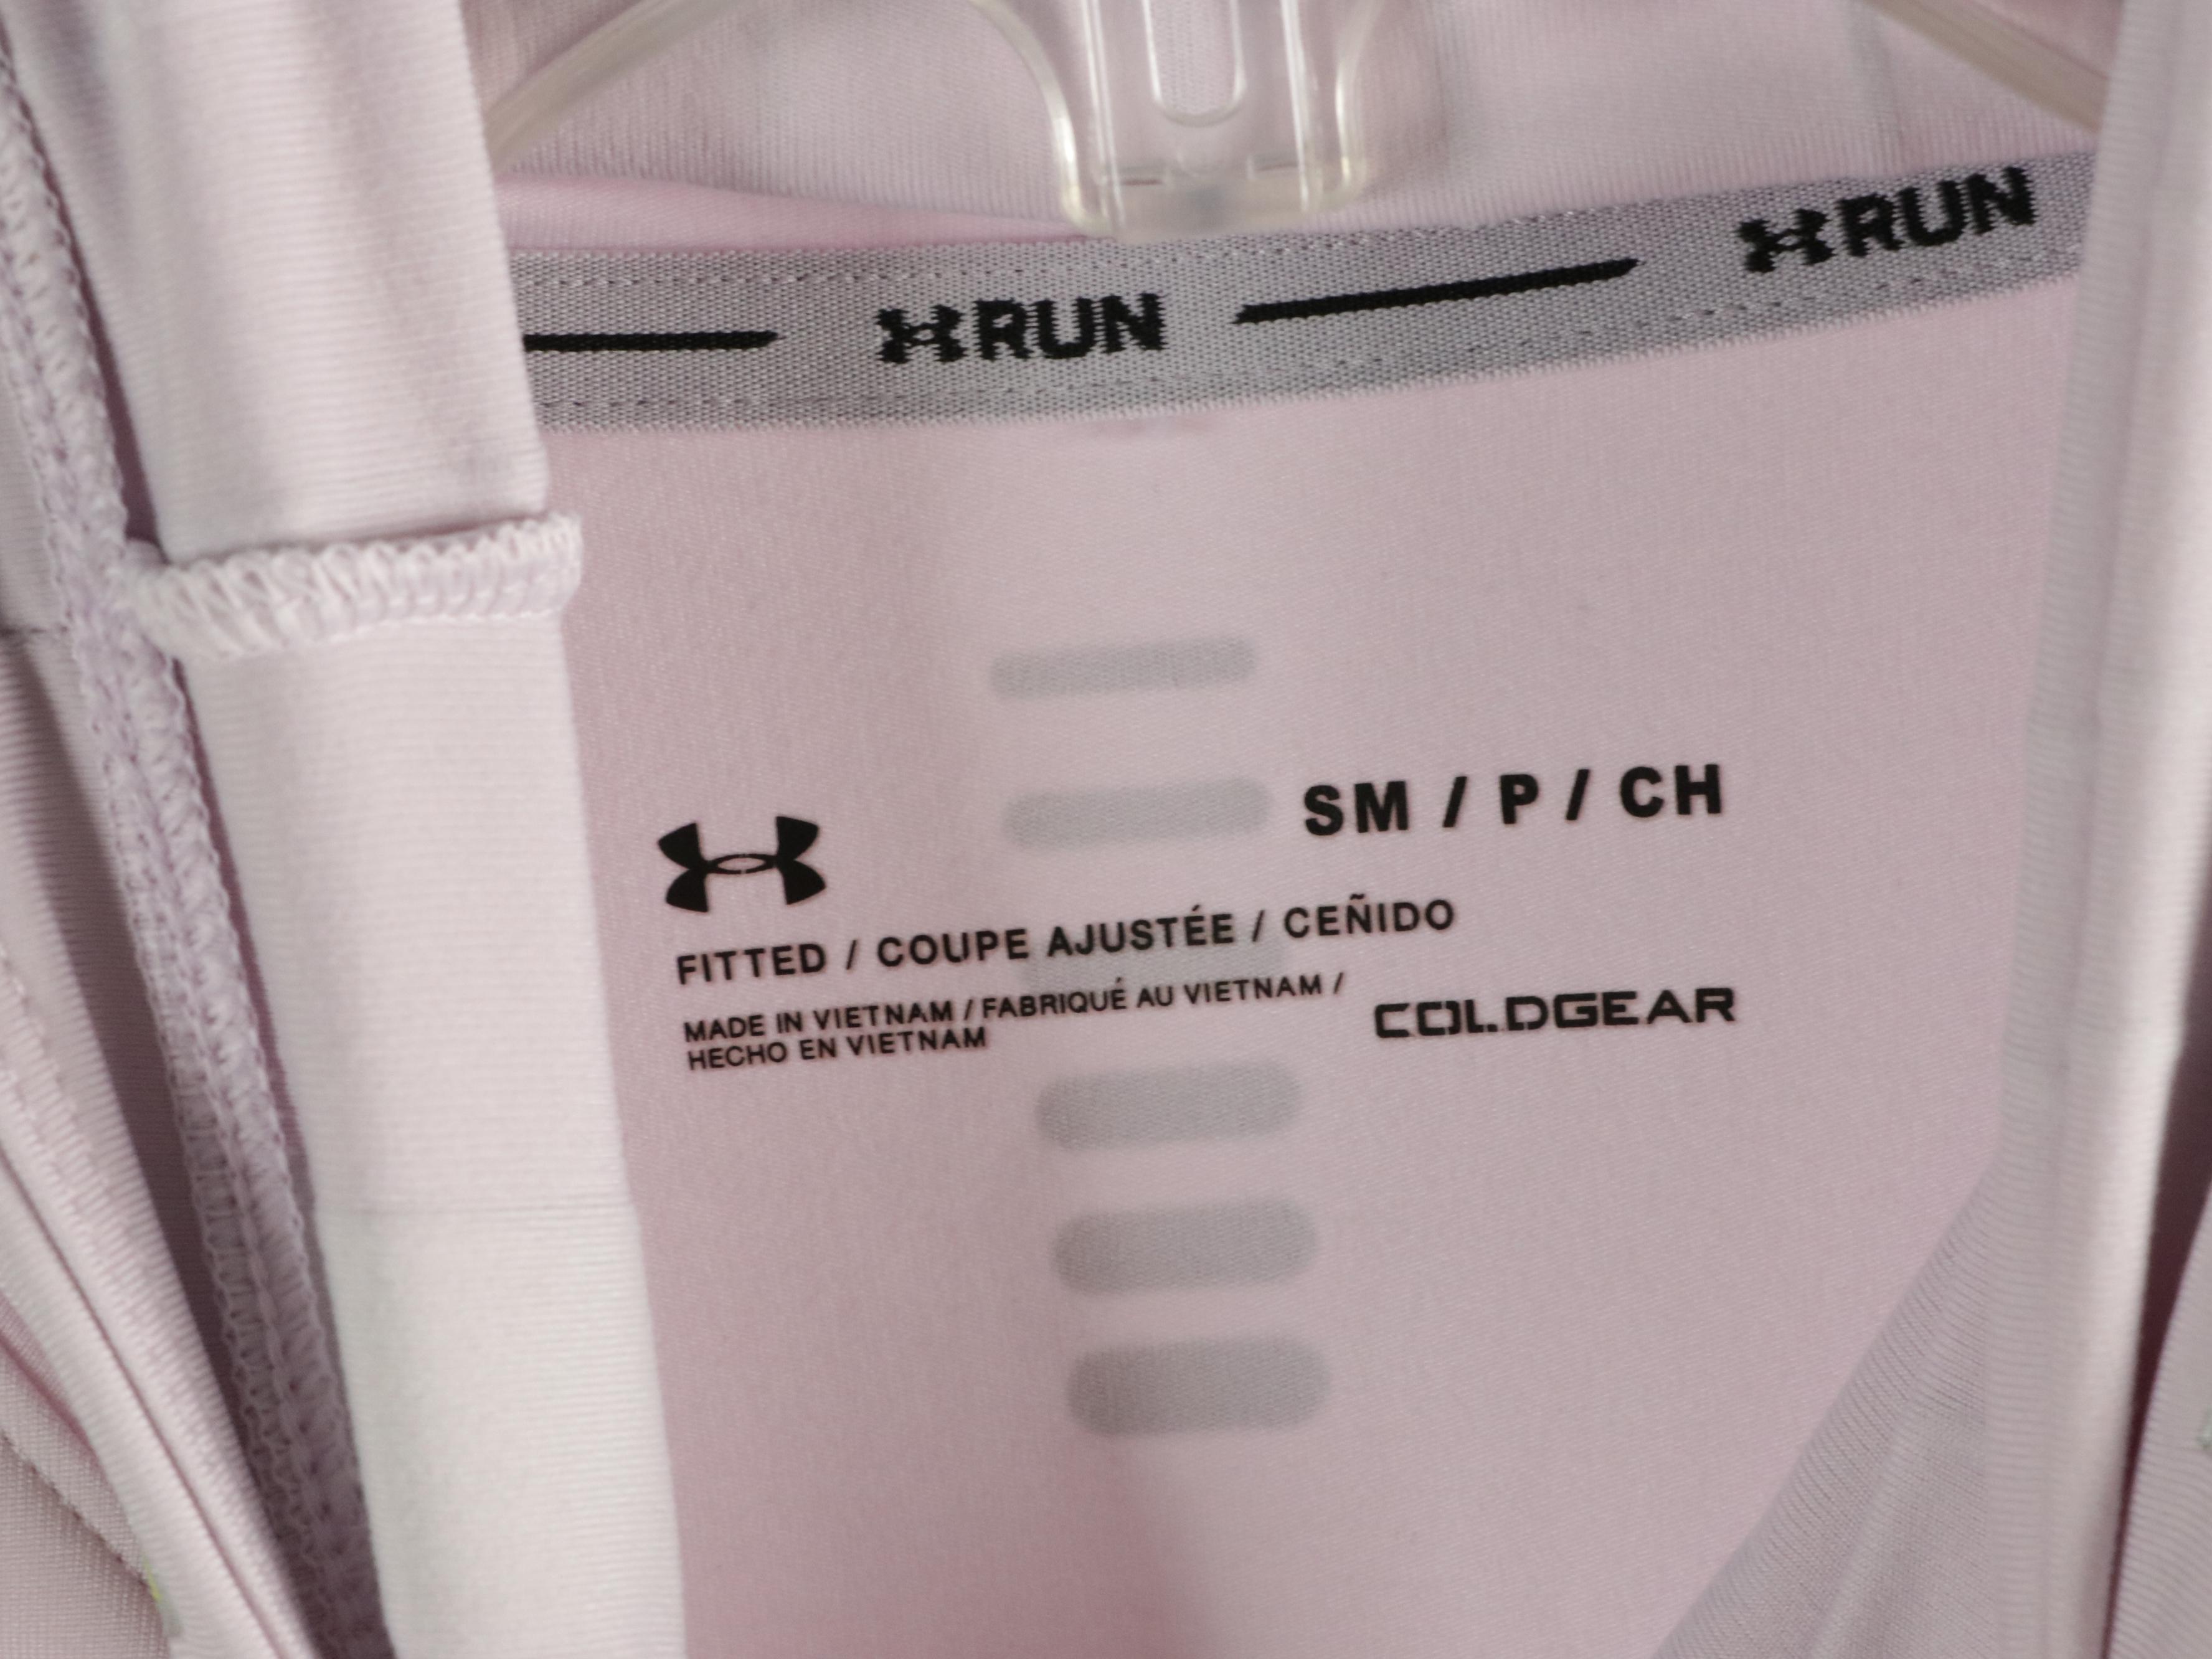 RUN
RUN
SM / P / CH
FITTED / COUPE AJUSTÉE / CEÑIDO
MADE IN VIETNAM / FABRIQUÉ AU VIETNAM /
HECHO EN VIETNAM
COLDGEAR